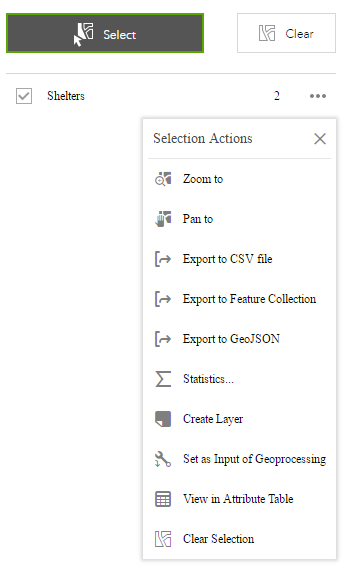 Select Clear
Shelters 2
Selection Actions
Zoom to
Pan to
Export to CSV file
Export to Feature Collection
Export to GeoJSON
Statistics...
Create Layer
Set as Input of Geoprocessing
View in Attribute Table
Clear Selection